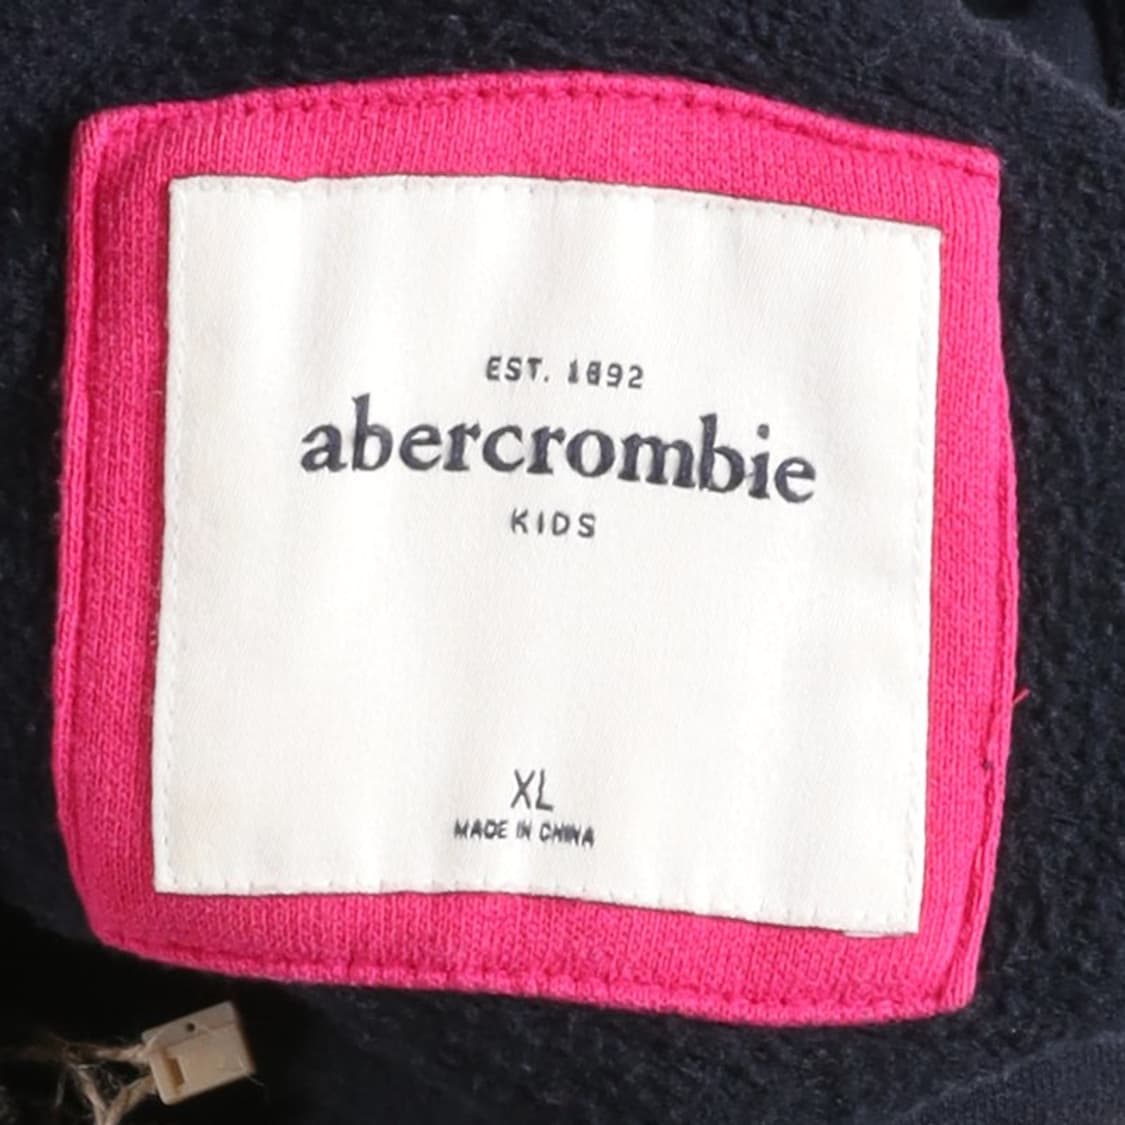 EST. 1892
abercrombie
KIDS
XL
MADE IN CHINA